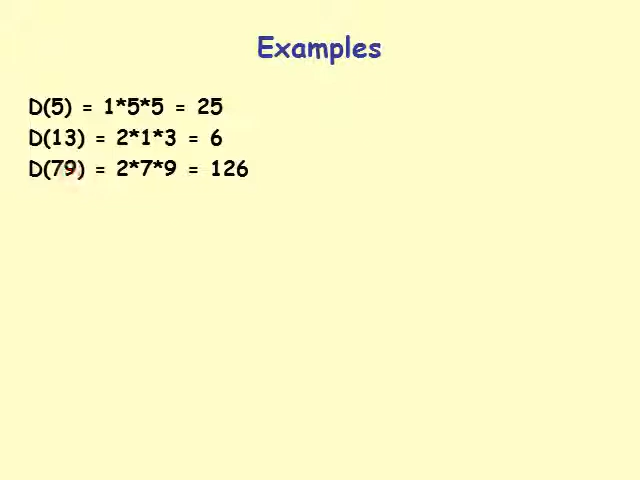 Examples
D(5) = 1*5*5 = 25
D(13) = 2*1*3 = 6
D(79) = 2*7*9 = 126